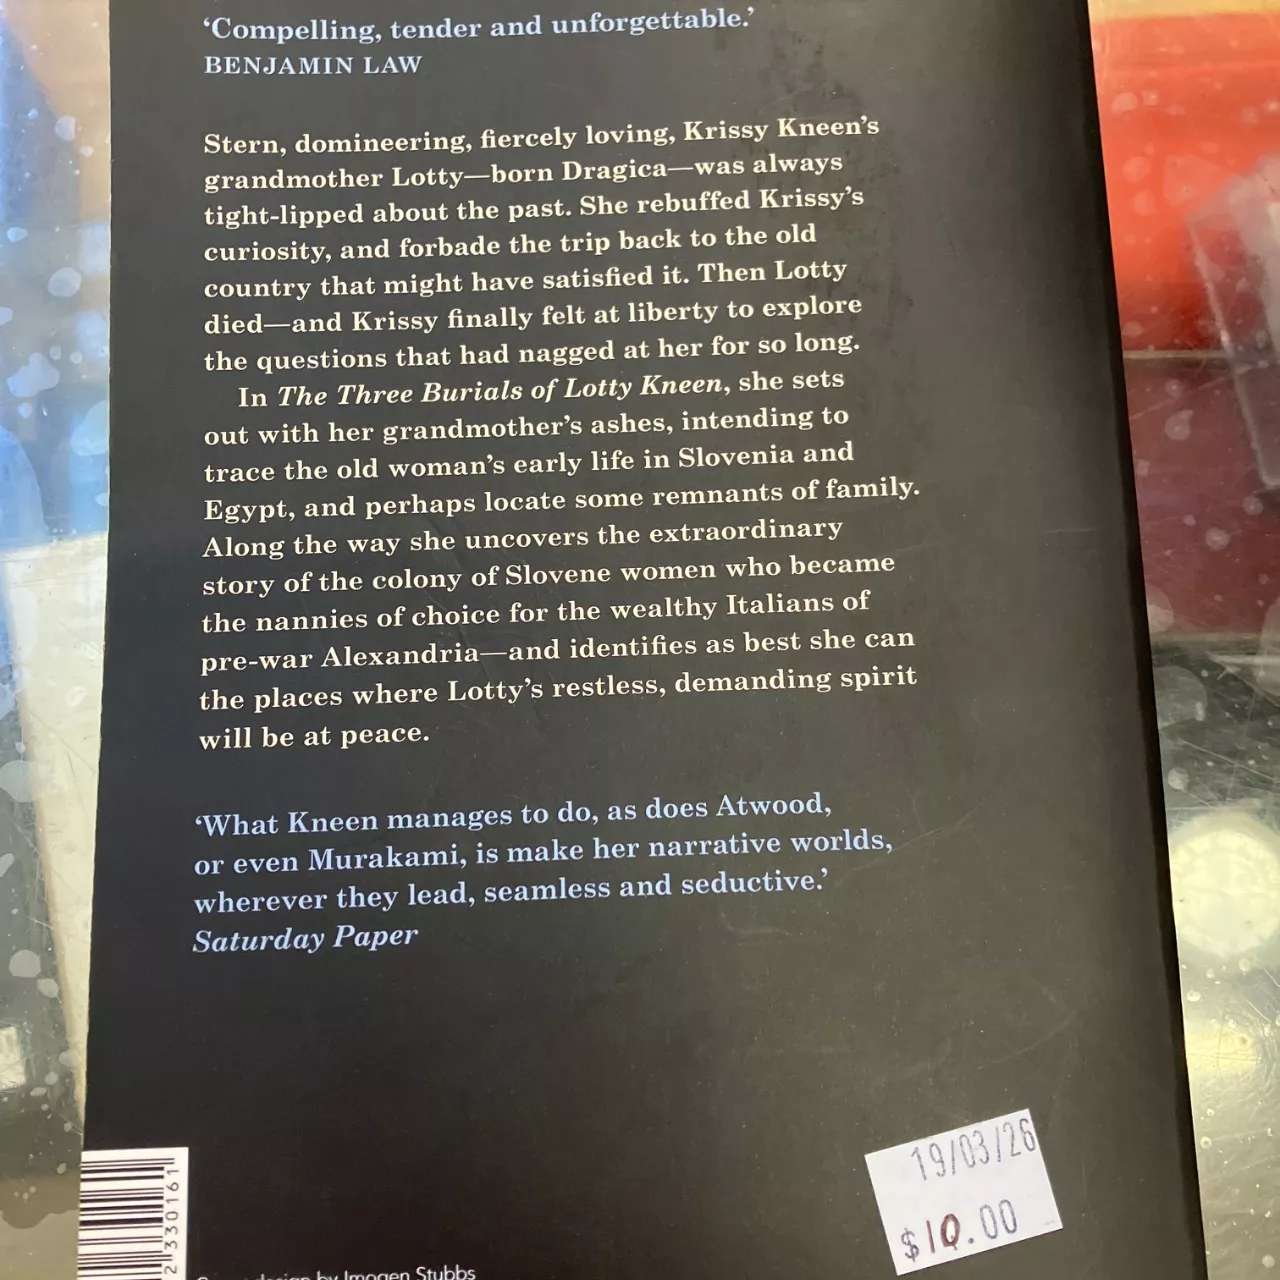 ‘Compelling, tender and unforgettable.’
BENJAMIN LAW
Stern, domineering, fiercely loving, Krissy Kneen’s
grandmother Lotty—born Dragica—was always
tight-lipped about the past. She rebuffed Krissy’s
curiosity, and forbade the trip back to the old
country that might have satisfied it. Then Lotty
died—and Krissy finally felt at liberty to explore
the questions that had nagged at her for so long.
In The Three Burials of Lotty Kneen, she sets
out with her grandmother’s ashes, intending to
trace the old woman’s early life in Slovenia and
Egypt, and perhaps locate some remnants of family.
Along the way she uncovers the extraordinary
story of the colony of Slovene women who became
the nannies of choice for the wealthy Italians of
pre-war Alexandria—and identifies as best she can
the places where Lotty’s restless, demanding spirit
will be at peace.
‘What Kneen manages to do, as does Atwood,
or even Murakami, is make her narrative worlds,
wherever they lead, seamless and seductive.’
Saturday Paper
19/03/26
$10.00
2330161
design by Imogen Stubbs